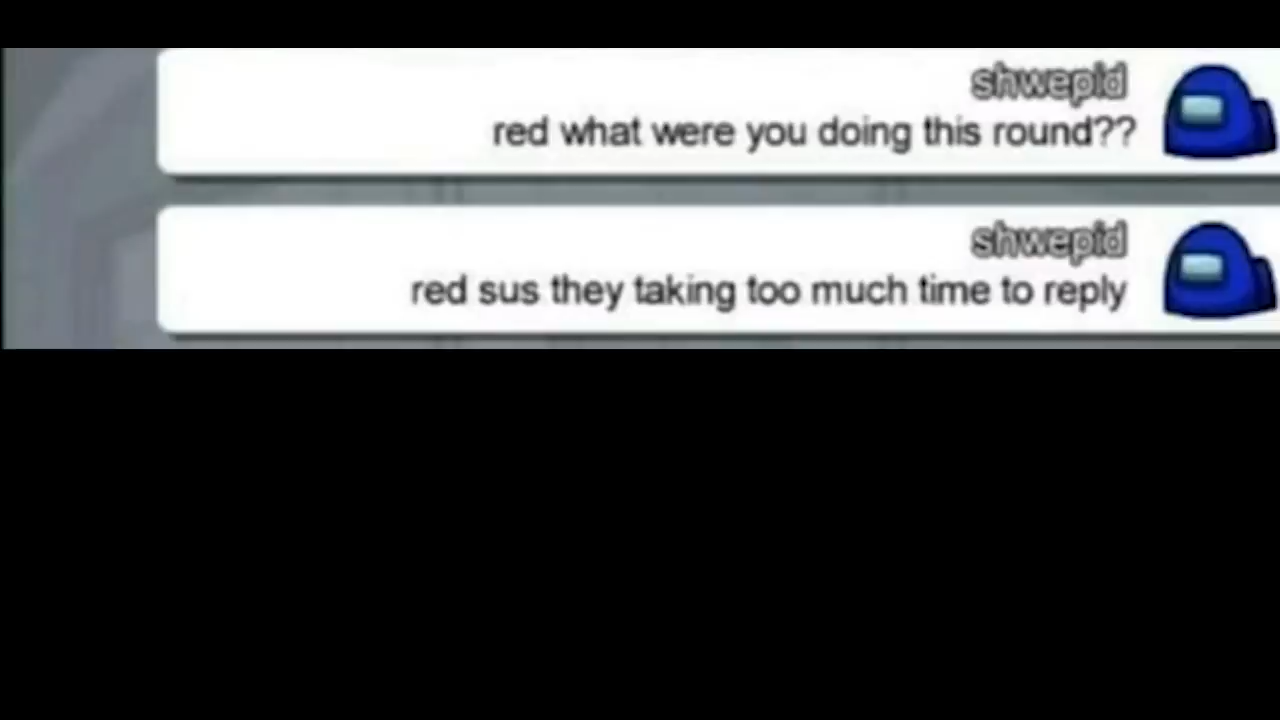 shwepid
red what were you doing this round??
shwepid
red sus they taking too much time to reply